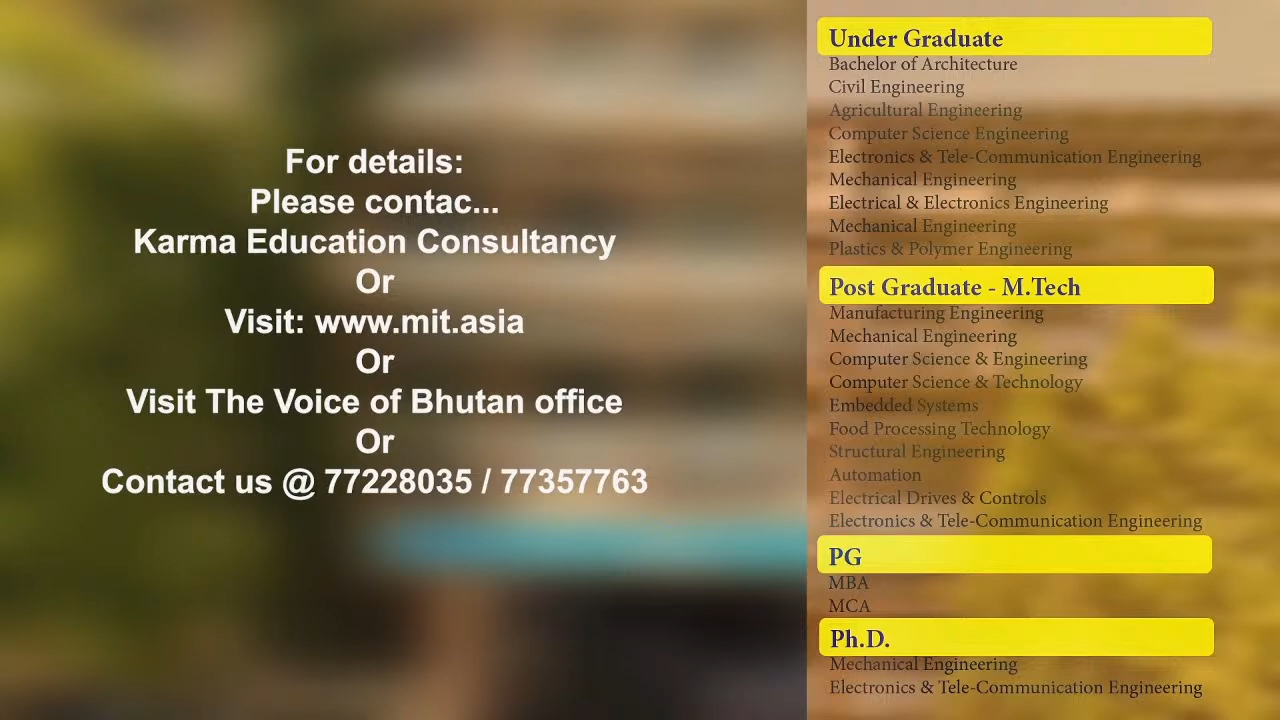 For details:
Please contac...
Karma Education Consultancy
Or
Visit: www.mit.asia
Or
Visit The Voice of Bhutan office
Or
Contact us @ 77228035 / 77357763
Under Graduate
Bachelor of Architecture
Civil Engineering
Agricultural Engineering
Computer Science Engineering
Electronics & Tele-Communication Engineering
Mechanical Engineering
Electrical & Electronics Engineering
Mechanical Engineering
Plastics & Polymer Engineering
Post Graduate - M.Tech
Manufacturing Engineering
Mechanical Engineering
Computer Science & Engineering
Computer Science & Technology
Embedded Systems
Food Processing Technology
Structural Engineering
Automation
Electrical Drives & Controls
Electronics & Tele-Communication Engineering
PG
MBA
MCA
Ph.D.
Mechanical Engineering
Electronics & Tele-Communication Engineering